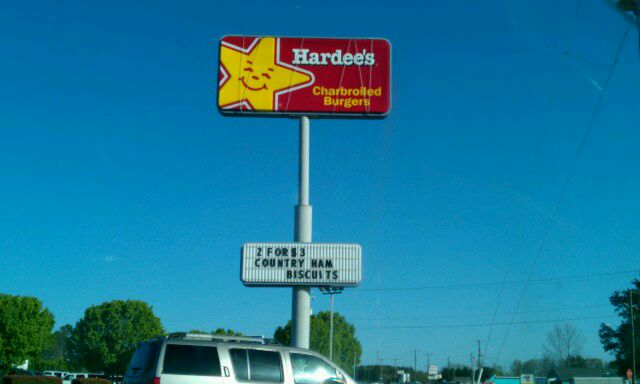 Hardee's
Charbroiled
Burgers
2 FOR $3
COUNTRY HAM
BISCUITS